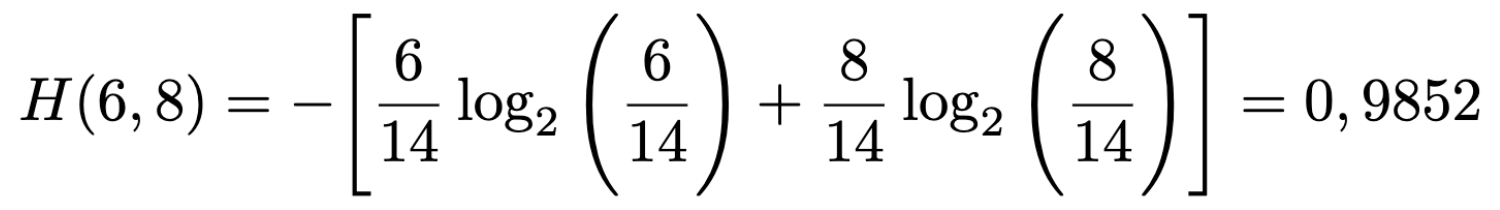 H(6, 8) = −[6/14 log₂(6/14) + 8/14 log₂(8/14)] = 0, 9852